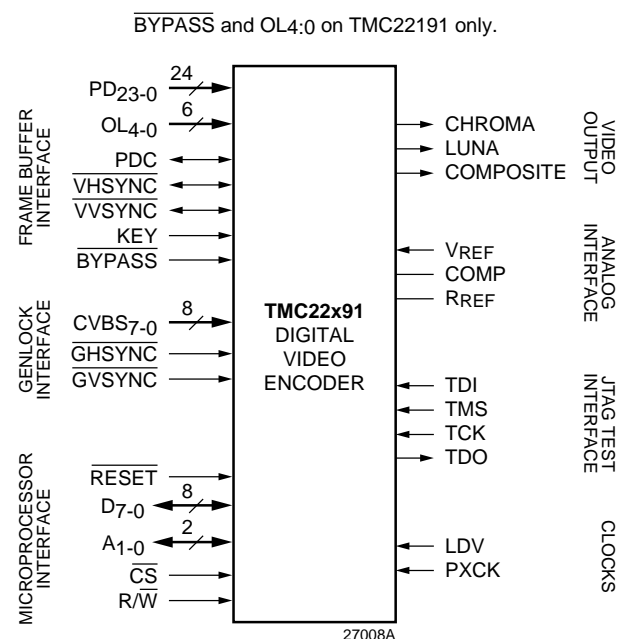 BYPASS and OL4:0 on TMC22191 only.
FRAME BUFFER
INTERFACE
PD23-0
24
OL4-0
6
PDC
VHSYNC
VVSYNC
KEY
BYPASS
GENLOCK
INTERFACE
CVBS7-0
8
GHSYNC
GVSYNC
MICROPROCESSOR
INTERFACE
RESET
D7-0
8
A1-0
2
CS
R/W
TMC22x91
DIGITAL
VIDEO
ENCODER
CHROMA
LUNA
COMPOSITE
VIDEO
OUTPUT
VREF
COMP
RREF
ANALOG
INTERFACE
TDI
TMS
TCK
TDO
JTAG TEST
INTERFACE
LDV
PXCK
CLOCKS
27008A